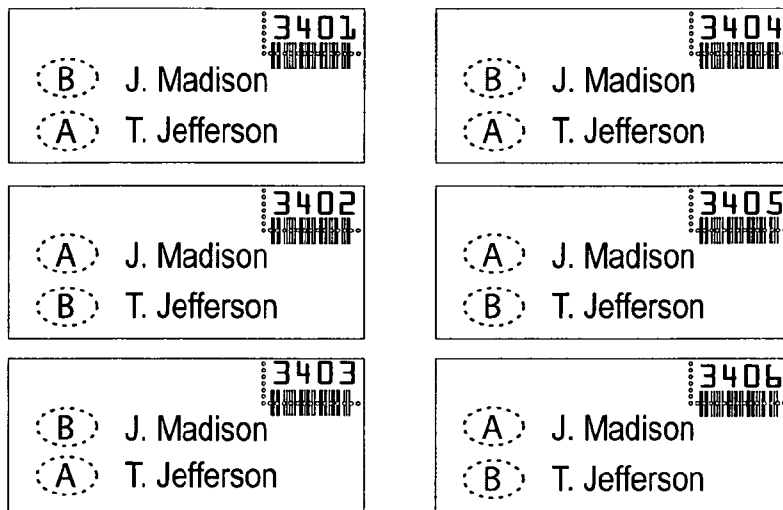 3401
B J. Madison
A T. Jefferson
3402
A J. Madison
B T. Jefferson
3403
B J. Madison
A T. Jefferson
3404
B J. Madison
A T. Jefferson
3405
A J. Madison
B T. Jefferson
3406
A J. Madison
B T. Jefferson